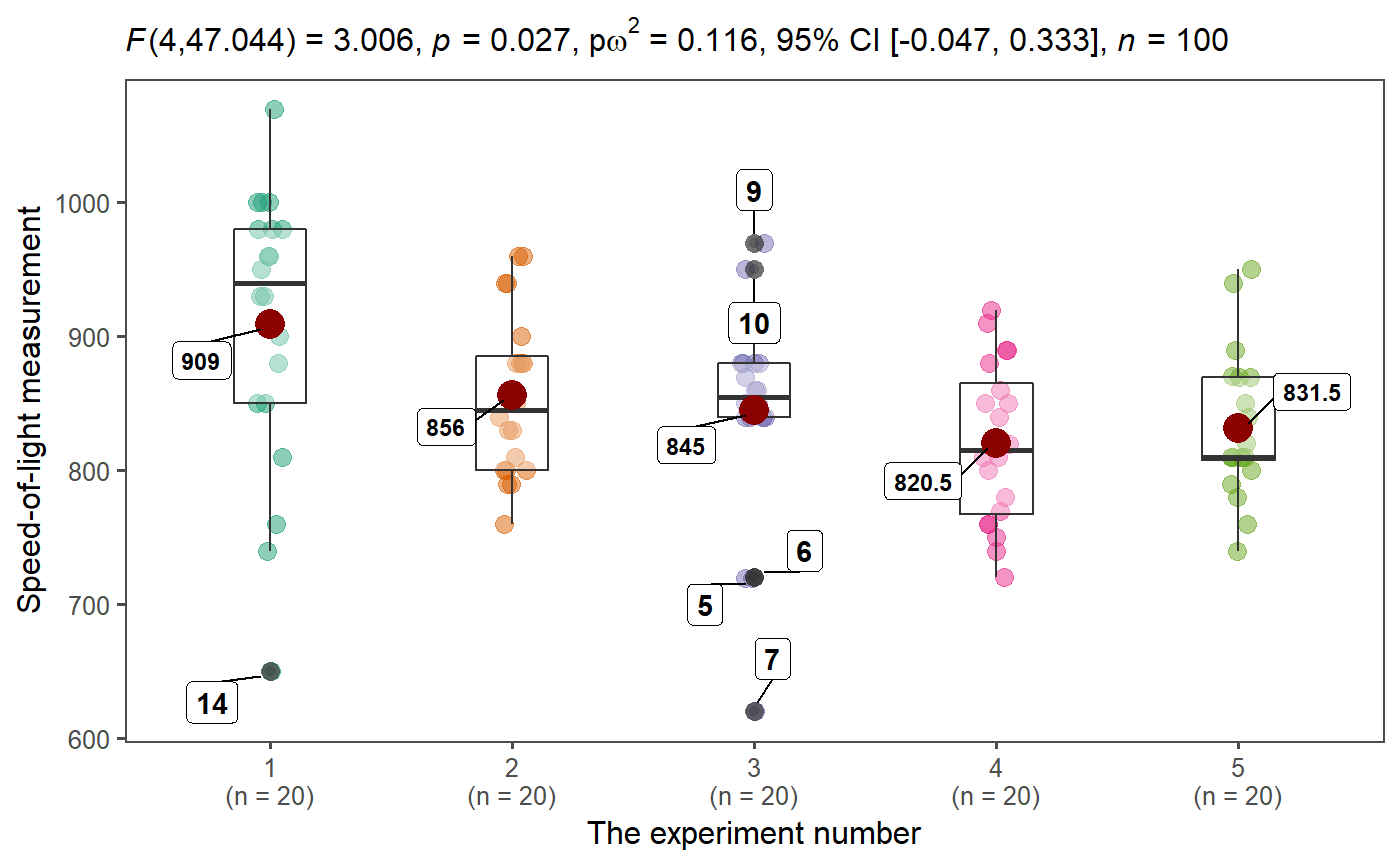 F(4,47.044) = 3.006, p = 0.027, pω² = 0.116, 95% CI [-0.047, 0.333], n = 100
Speed-of-light measurement
1000
900
800
700
600
909
14
856
9
10
845
6
5
7
820.5
831.5
1
(n = 20)
2
(n = 20)
3
(n = 20)
4
(n = 20)
5
(n = 20)
The experiment number